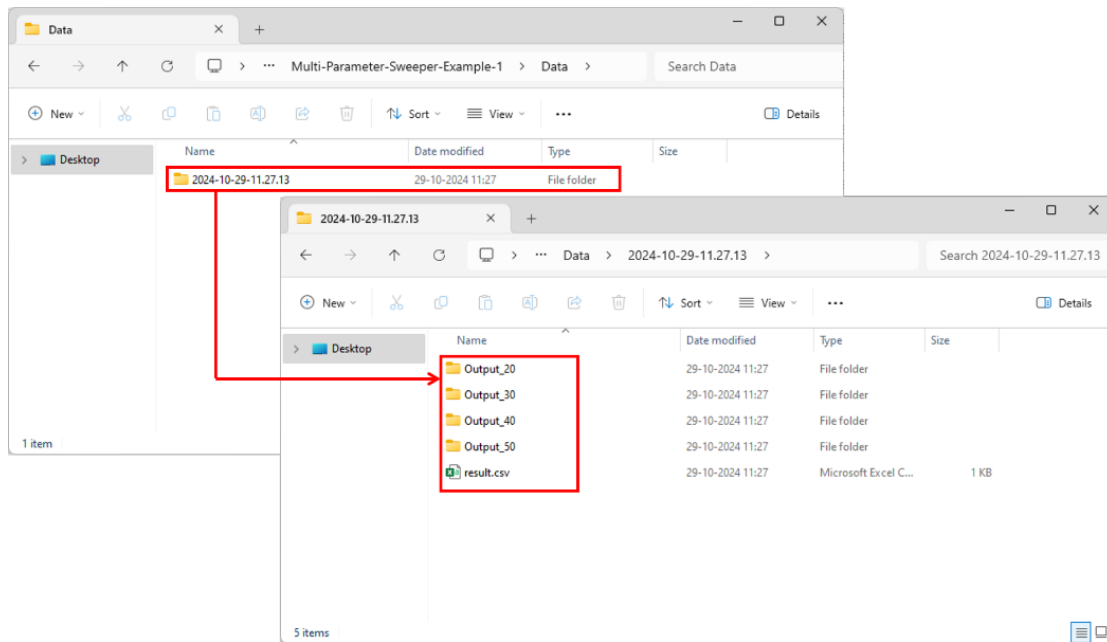 Data
Multi-Parameter-Sweeper-Example-1 > Data > Search Data
New Sort View Details
Name Date modified Type Size
Desktop
2024-10-29-11.27.13 29-10-2024 11:27 File folder
1 item
2024-10-29-11.27.13
Data > 2024-10-29-11.27.13 > Search 2024-10-29-11.27.13
New Sort View Details
Name Date modified Type Size
Desktop
Output_20 29-10-2024 11:27 File folder
Output_30 29-10-2024 11:27 File folder
Output_40 29-10-2024 11:27 File folder
Output_50 29-10-2024 11:27 File folder
result.csv 29-10-2024 11:27 Microsoft Excel C... 1 KB
5 items